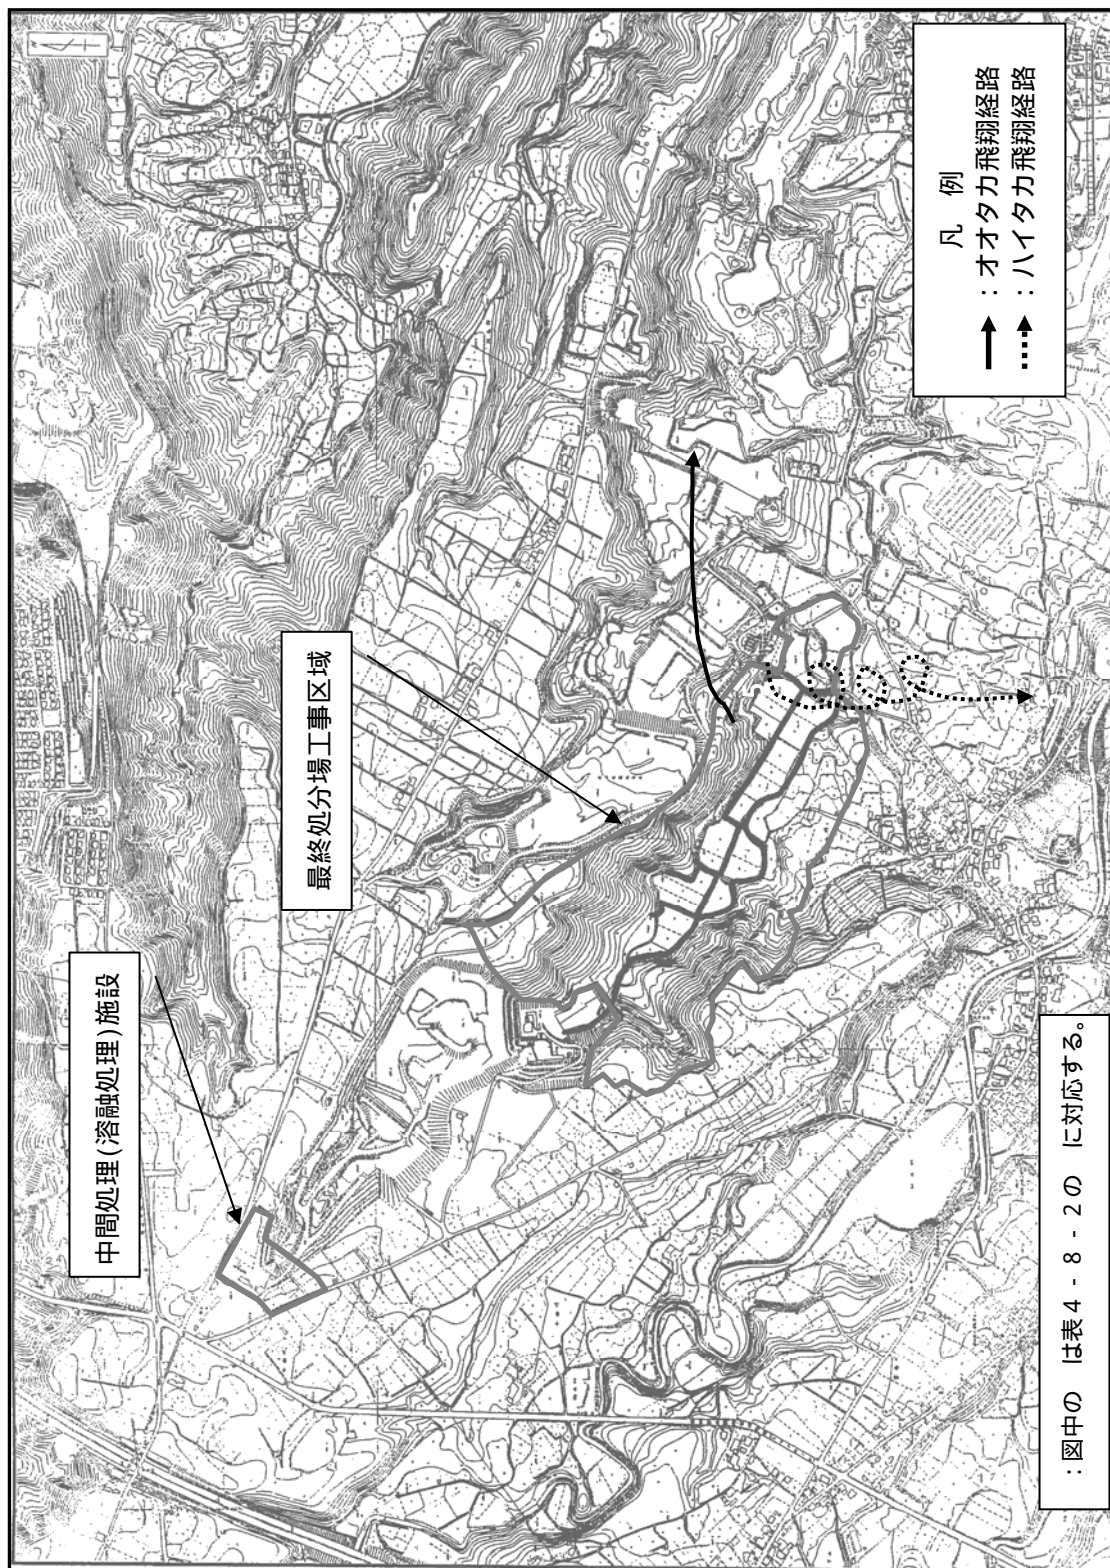 中間処理(溶融処理)施設
最終処分場工事区域
凡 例
：オオタカ飛翔経路
：ハイタカ飛翔経路
：図中の は表4-8-2の に対応する。